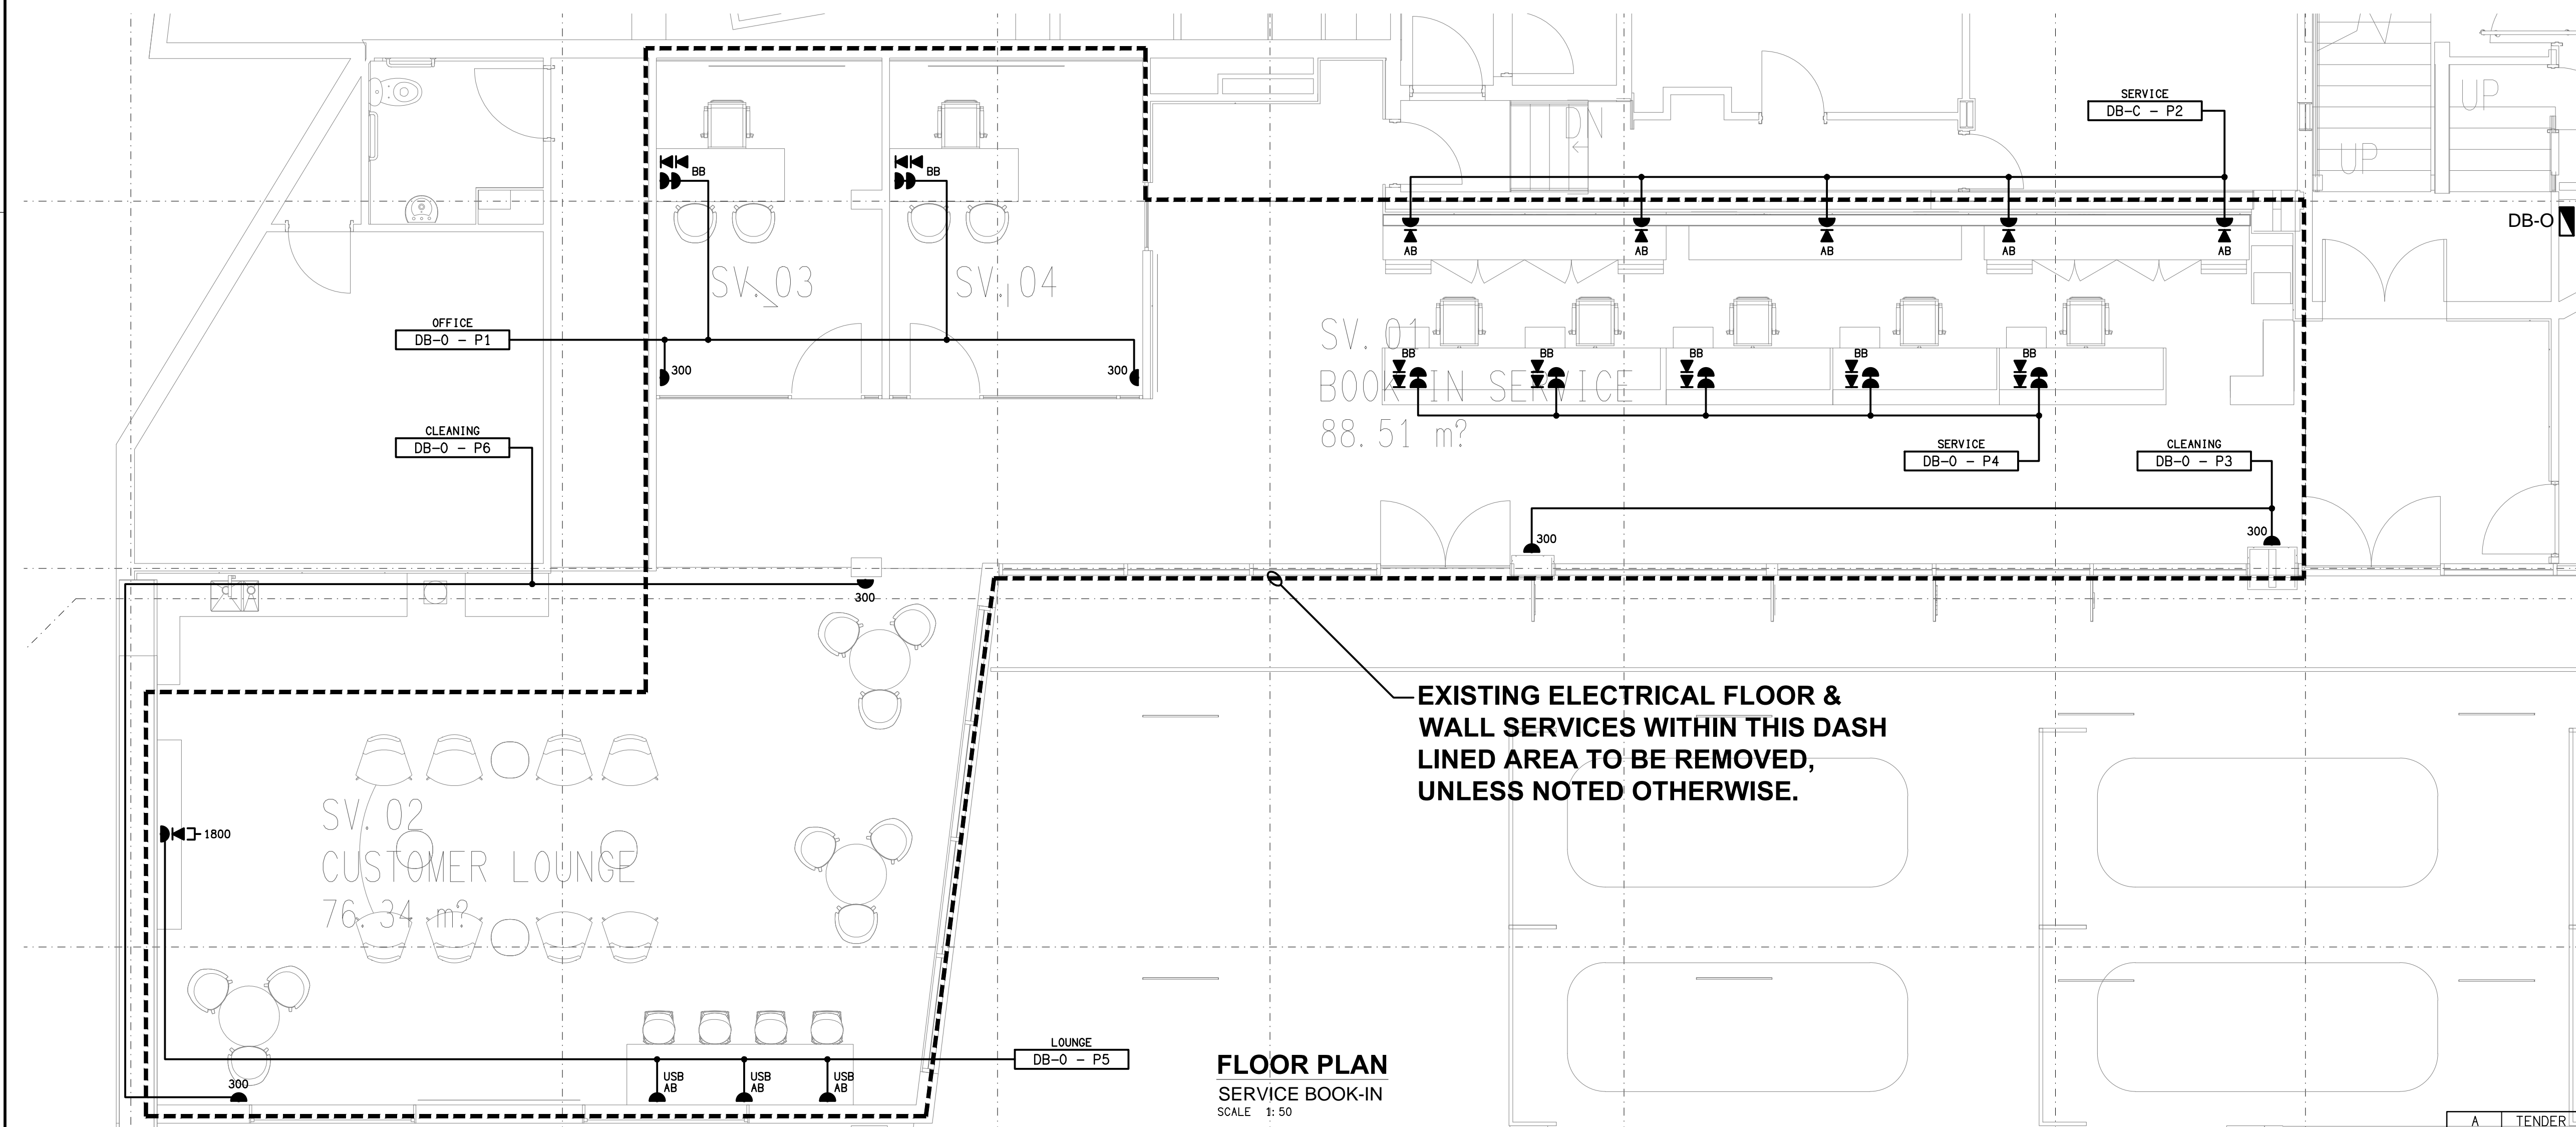 DN
UP
UP
SERVICE
DB-C - P2
DB-O
BB
BB
AB
AB
AB
AB
AB
SV. 03
SV. 04
OFFICE
DB-O - P1
300
300
SV. 01
BOOK-IN SERVICE
88.51 m?
BB
BB
BB
BB
BB
CLEANING
DB-O - P6
SERVICE
DB-O - P4
CLEANING
DB-O - P3
300
300
300
EXISTING ELECTRICAL FLOOR &
WALL SERVICES WITHIN THIS DASH
LINED AREA TO BE REMOVED,
UNLESS NOTED OTHERWISE.
1800
SV. 02
CUSTOMER LOUNGE
76.34 m?
LOUNGE
DB-O - P5
300
USB
AB
USB
AB
USB
AB
FLOOR PLAN
SERVICE BOOK-IN
SCALE 1:50
A TENDER